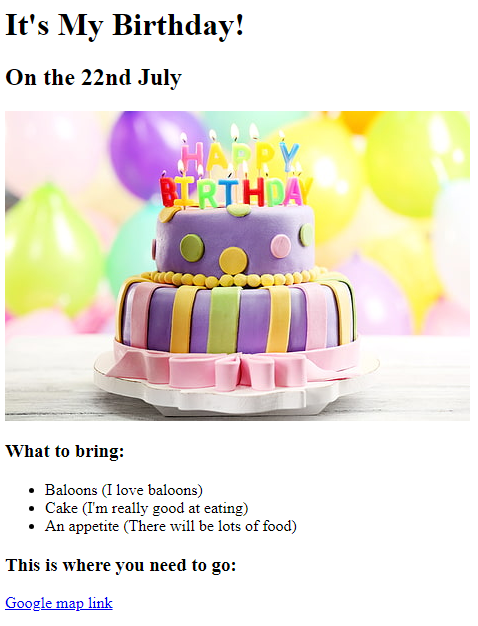 It's My Birthday!
On the 22nd July
HAPPY
BIRTHDAY
What to bring:
Baloons (I love baloons)
Cake (I'm really good at eating)
An appetite (There will be lots of food)
This is where you need to go:
Google map link